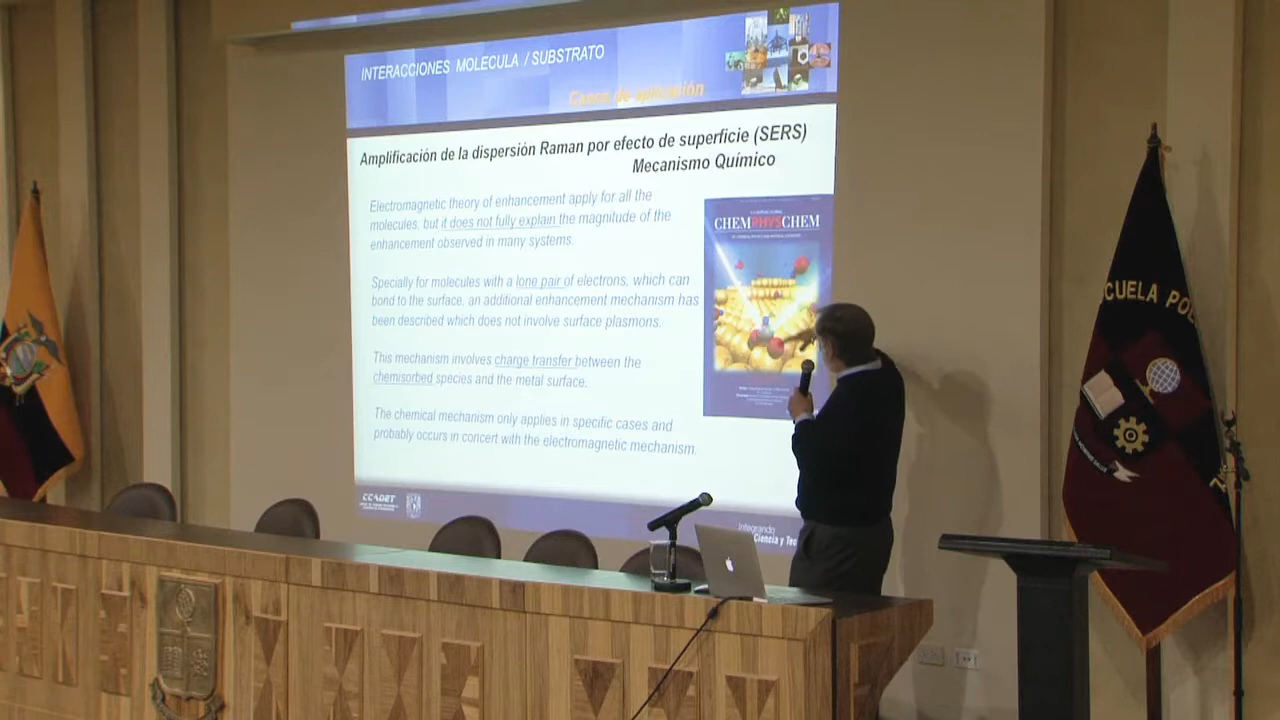 INTERACCIONES MOLECULA / SUBSTRATO
Casos de aplicación
Amplificación de la dispersión Raman por efecto de superficie (SERS)
Mecanismo Químico
Electromagnetic theory of enhancement apply for all the
molecules, but it does not fully explain the magnitude of the
enhancement observed in many systems.
Specially for molecules with a lone pair of electrons, which can
bond to the surface, an additional enhancement mechanism has
been described which does not involve surface plasmons.
This mechanism involves charge transfer between the
chemisorbed species and the metal surface.
The chemical mechanism only applies in specific cases and
probably occurs in concert with the electromagnetic mechanism.
CHEMPHYSCHEM
CCADET
Integrando
Ciencia y Tec
CUELA POL